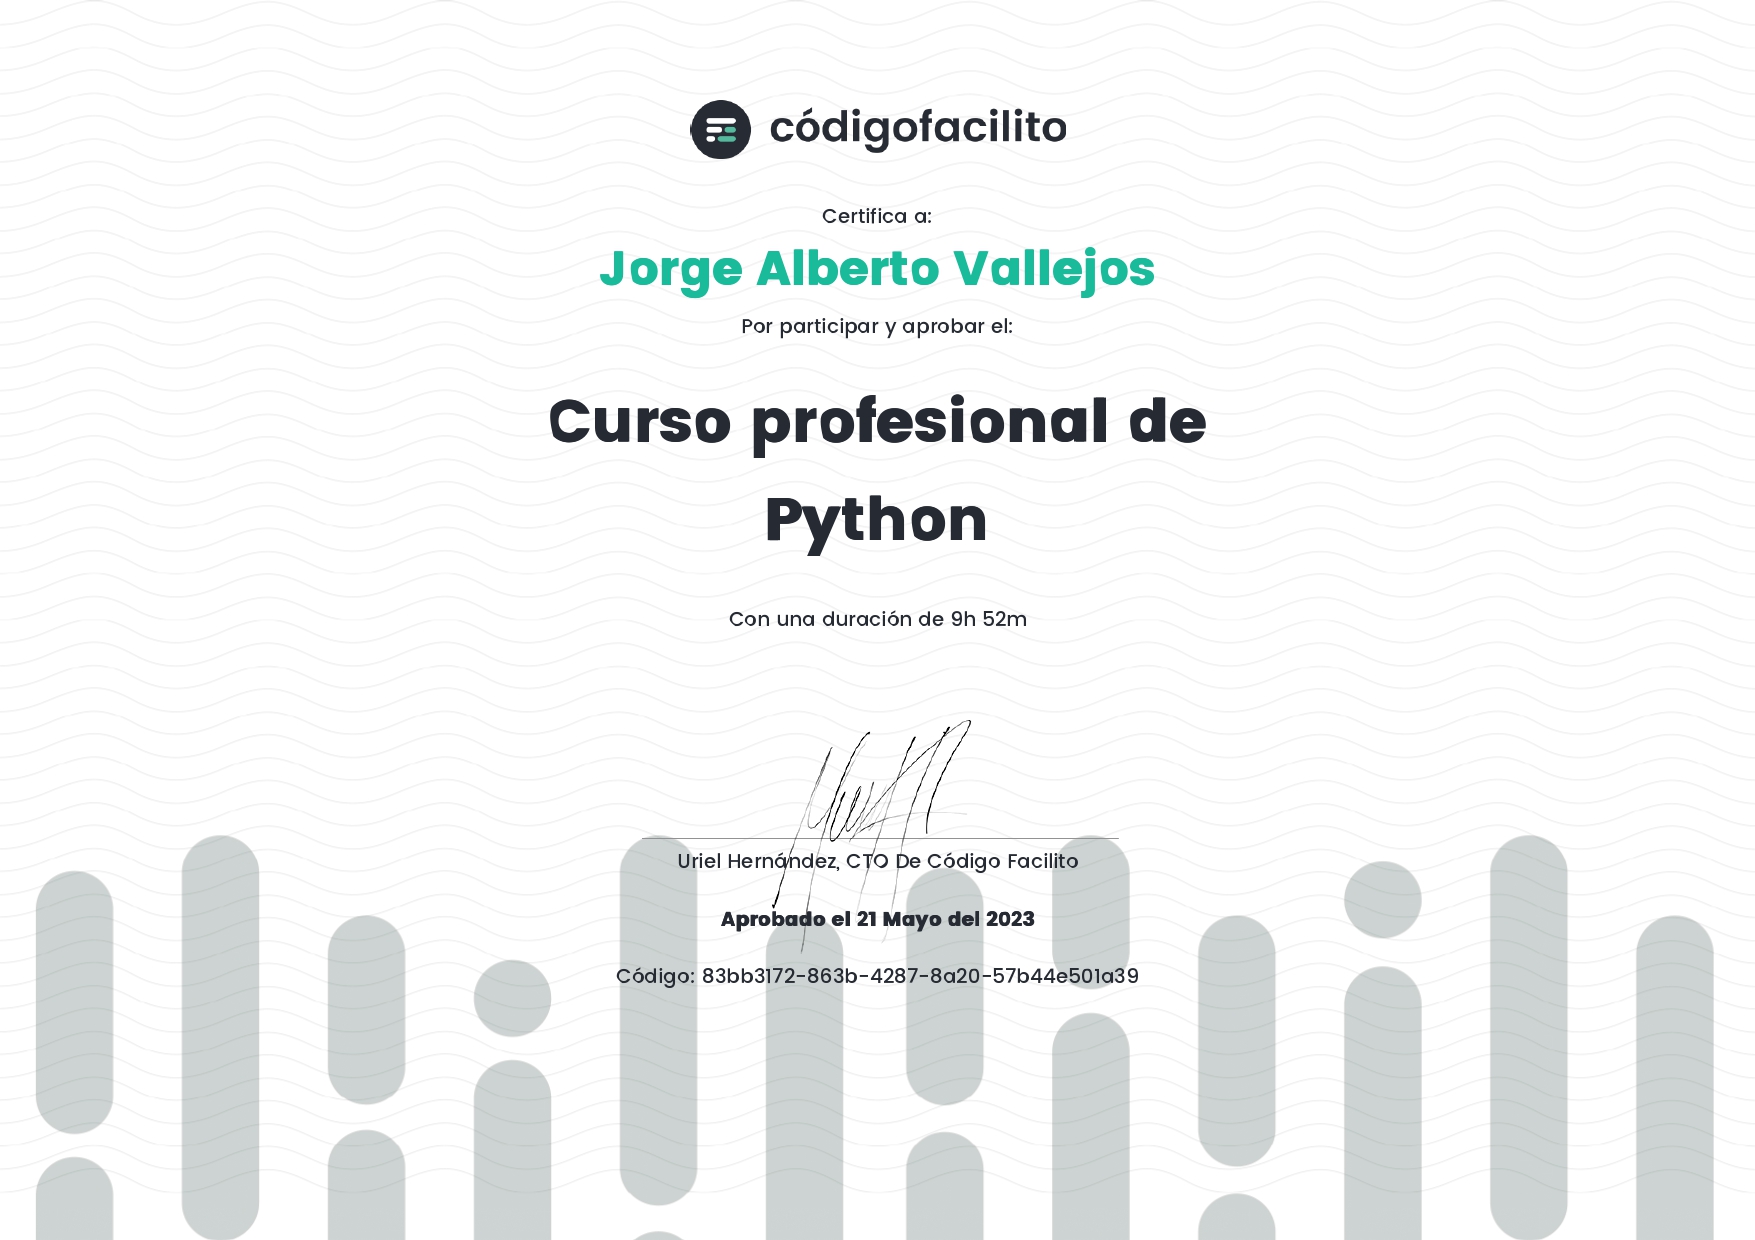 códigofacilito
Certifica a:
Jorge Alberto Vallejos
Por participar y aprobar el:
Curso profesional de
Python
Con una duración de 9h 52m
Uriel Hernández, CTO De Código Facilito
Aprobado el 21 Mayo del 2023
Código: 83bb3172-863b-4287-8a20-57b44e501a39